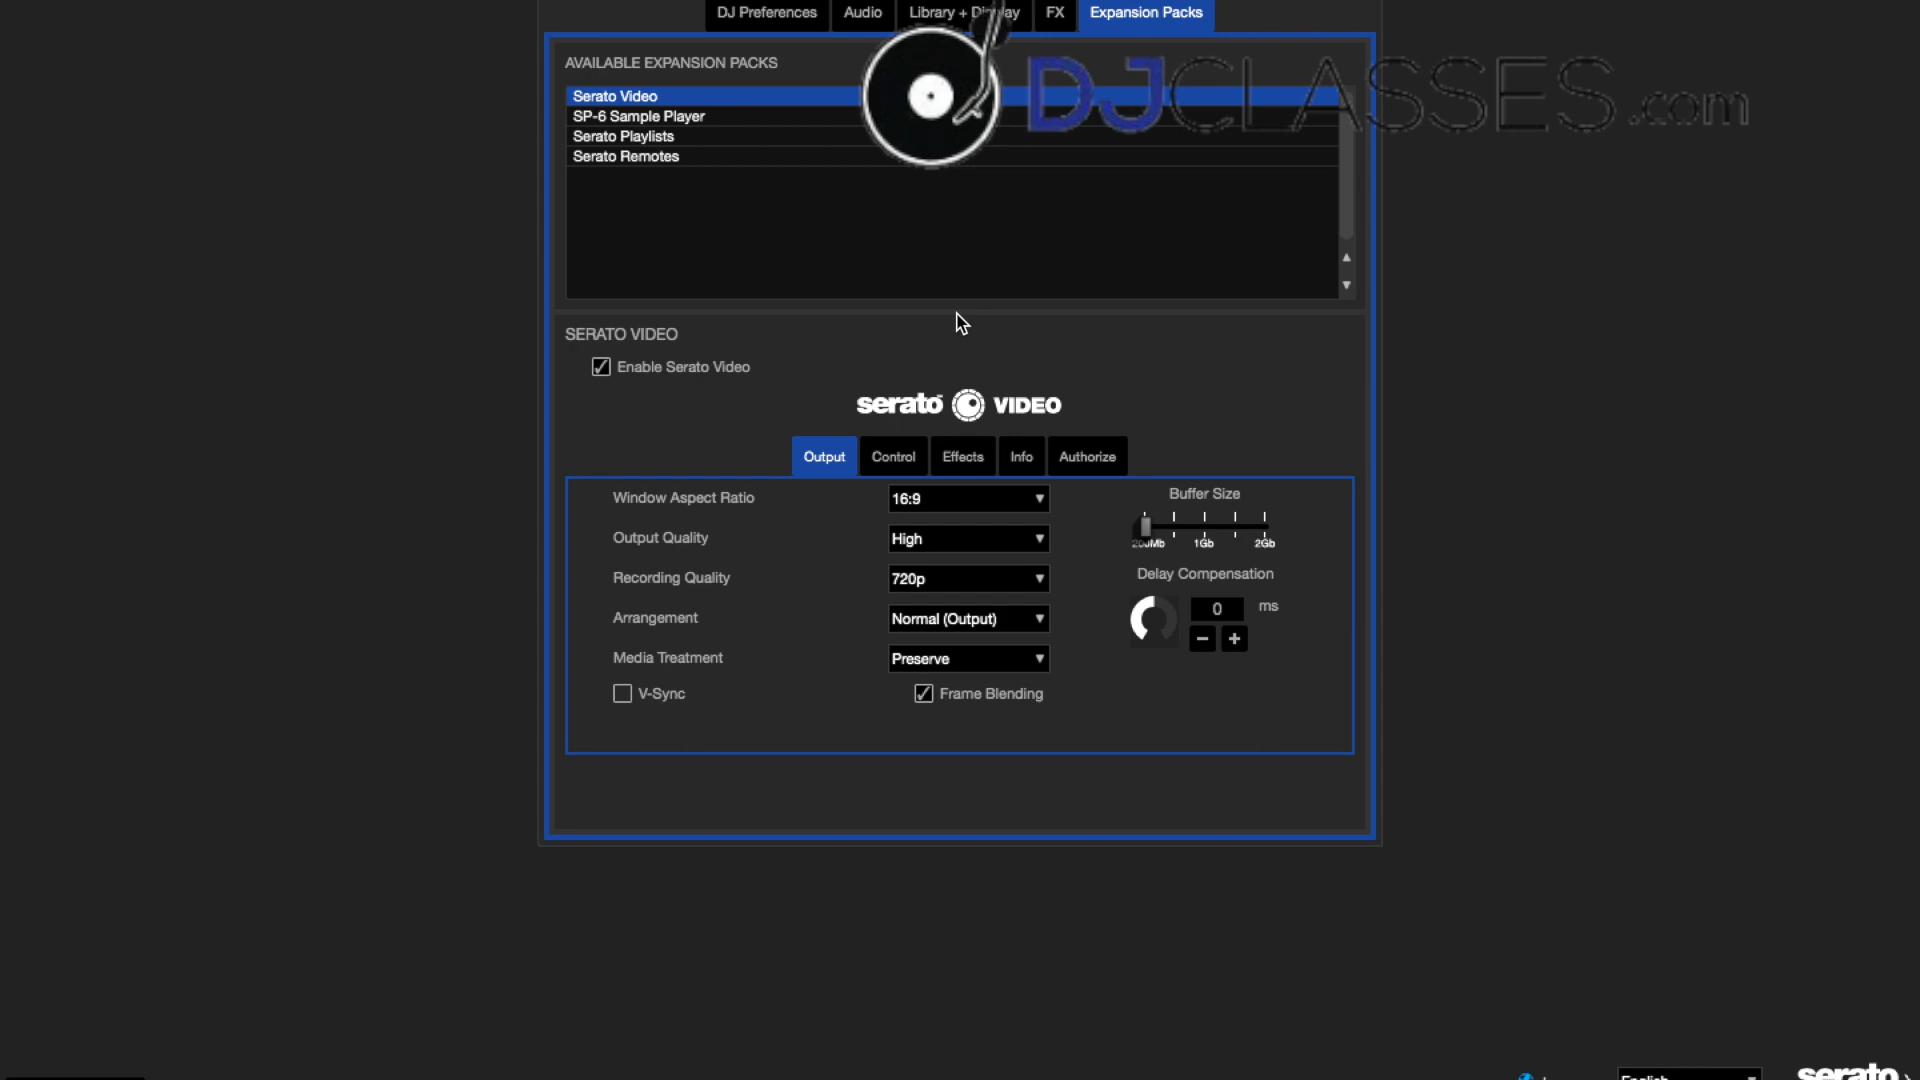 DJ Preferences Audio Library + Display FX Expansion Packs
DJCLASSES.com
AVAILABLE EXPANSION PACKS
Serato Video
SP-6 Sample Player
Serato Playlists
Serato Remotes
SERATO VIDEO
Enable Serato Video
serato VIDEO
Output Control Effects Info Authorize
Window Aspect Ratio 16:9 Buffer Size
200Mb 1Gb 2Gb
Output Quality High
Recording Quality 720p Delay Compensation
Arrangement Normal (Output) 0 ms
Media Treatment Preserve
V-Sync Frame Blending
English serato